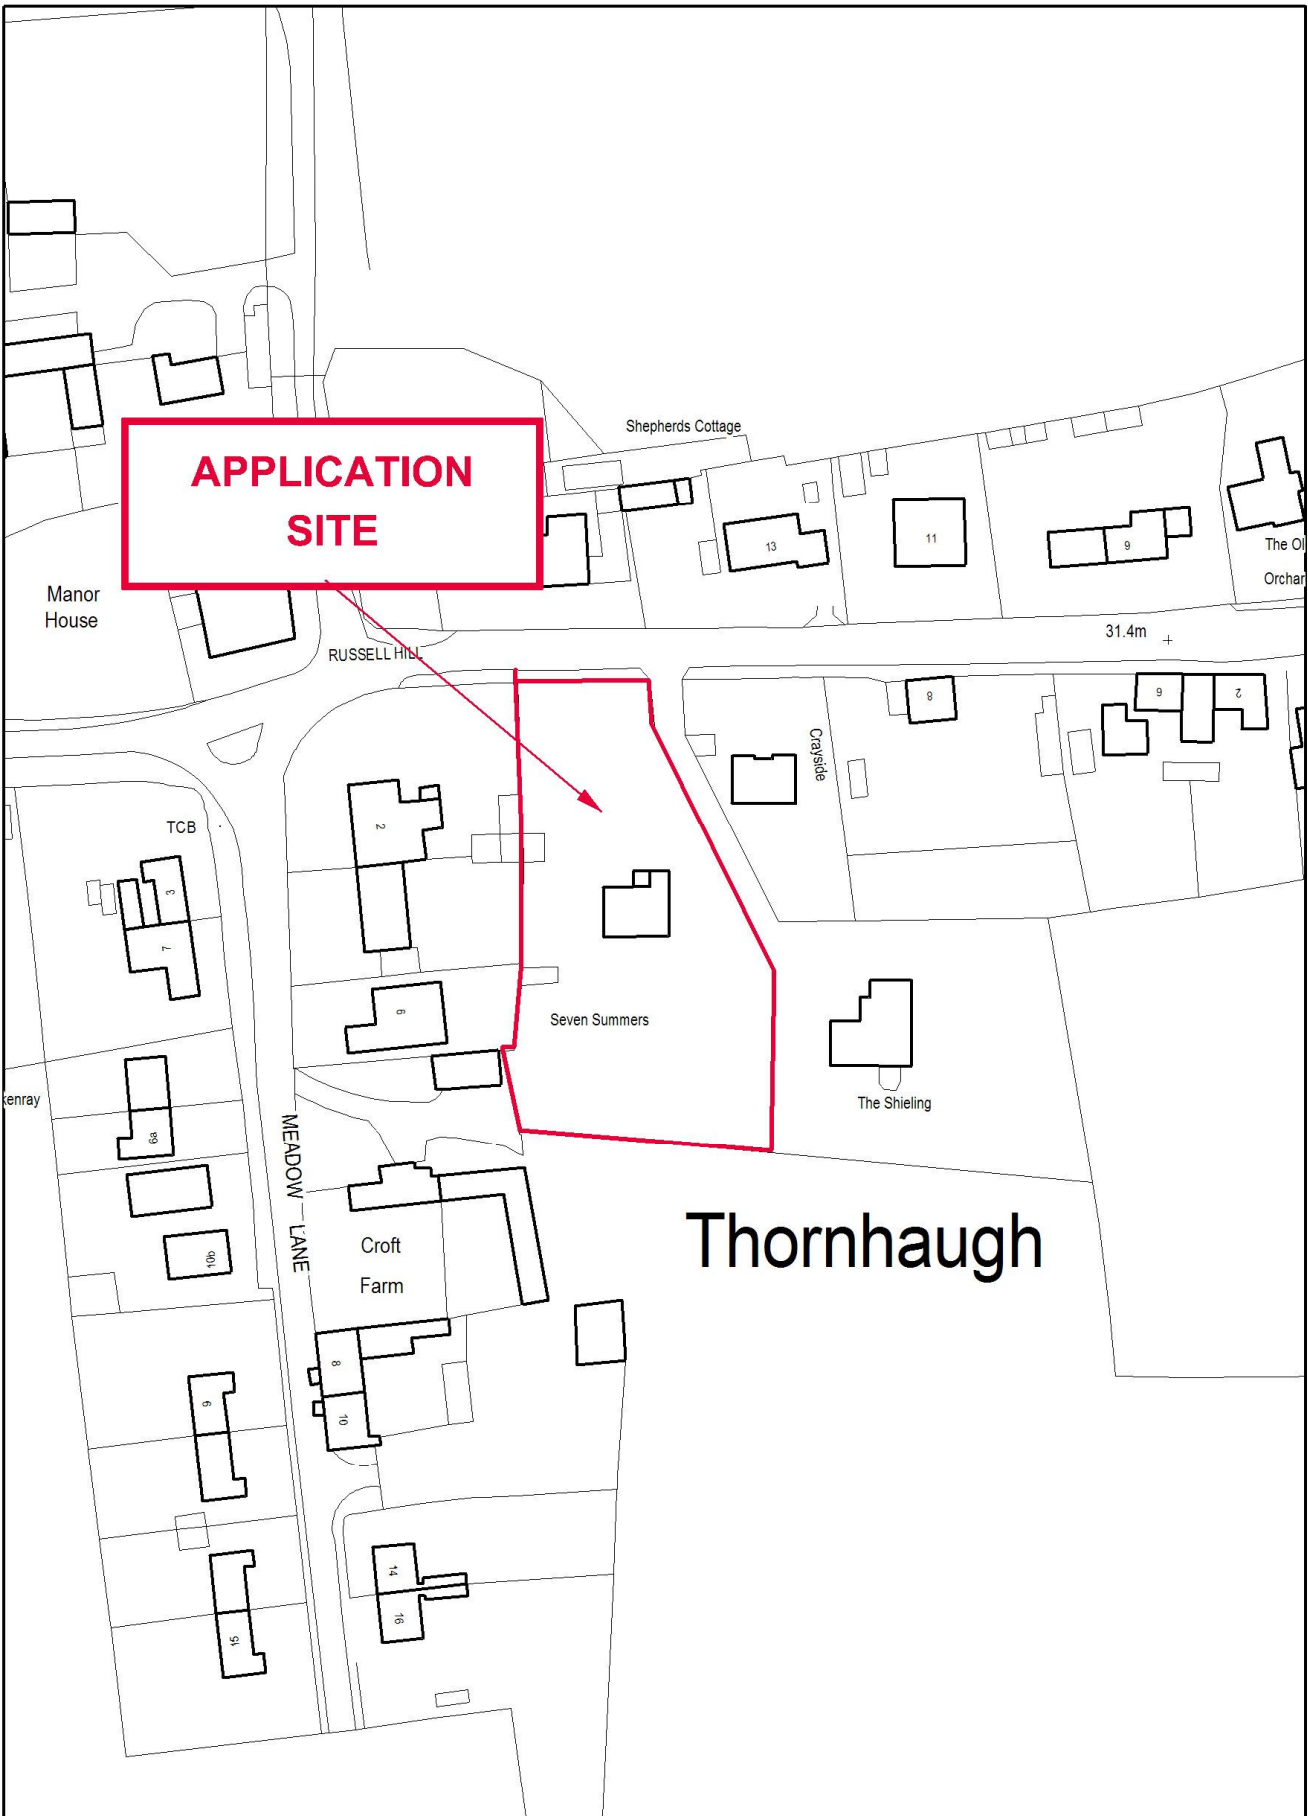 Shepherds Cottage
APPLICATION
SITE
13
11
9
The Ol
Orchar
Manor
House
31.4m
RUSSELL HILL
8
6
2
Crayside
TCB
2
3
7
6
Seven Summers
kenray
The Shieling
6a
MEADOW LANE
Thornhaugh
Croft
Farm
10b
8
9
10
14
16
15